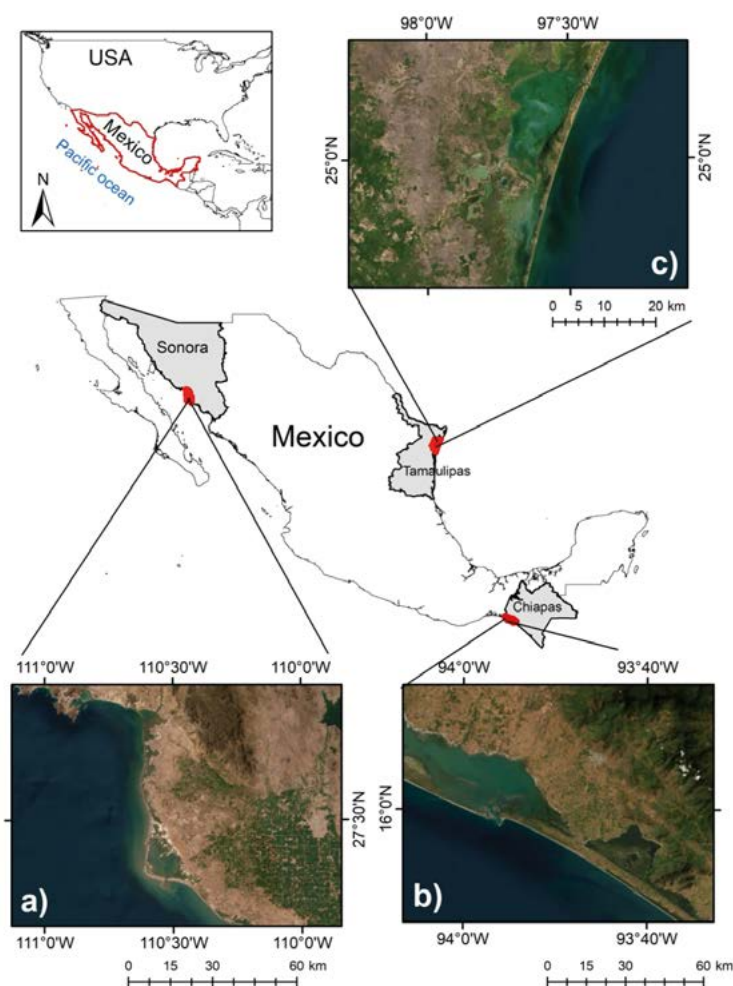 USA
Mexico
Pacific ocean
N
98°0'W 97°30'W
25°0'N
25°0'N
c)
0 5 10 20 km
Sonora
Mexico
Tamaulipas
Chiapas
111°0'W 110°30'W 110°0'W
27°30'N
a)
111°0'W 110°30'W 110°0'W
0 15 30 60 km
94°0'W 93°40'W
16°0'N
b)
94°0'W 93°40'W
0 15 30 60 km